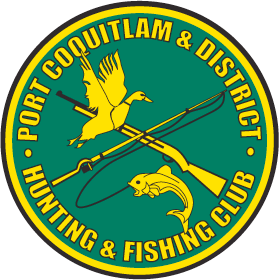 PORT COQUITLAM & DISTRICT
HUNTING & FISHING CLUB